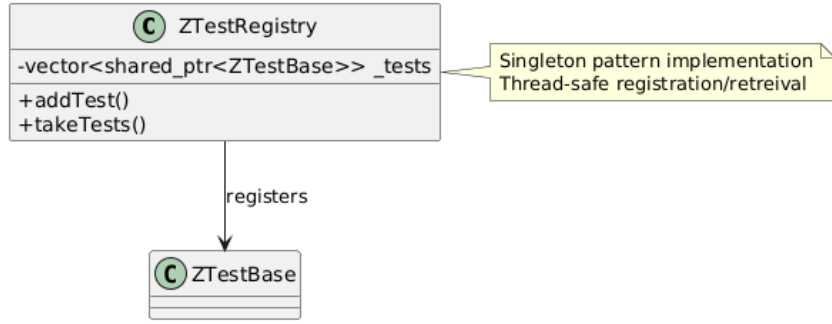 C ZTestRegistry
-vector<shared_ptr<ZTestBase>> _tests
+addTest()
+takeTests()
Singleton pattern implementation
Thread-safe registration/retreival
registers
C ZTestBase